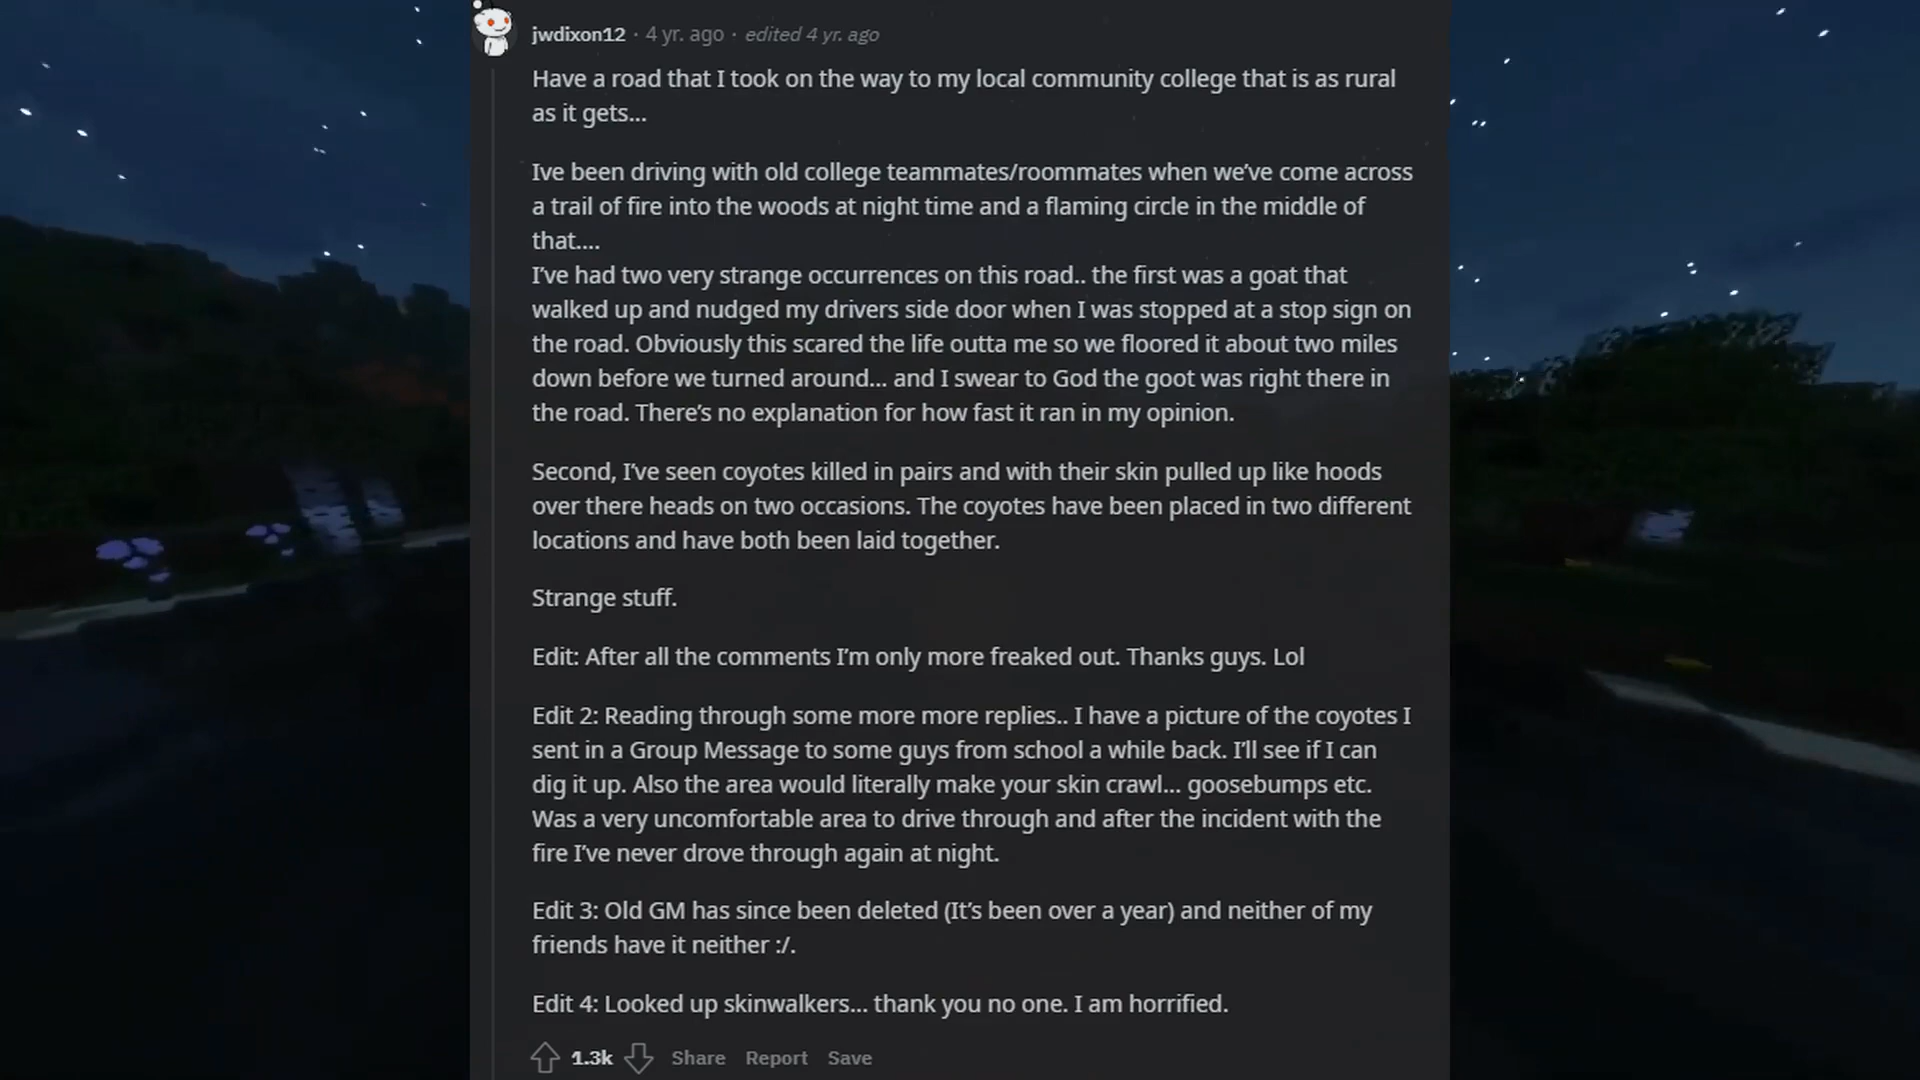 jwdixon12 · 4 yr. ago · edited 4 yr. ago
Have a road that I took on the way to my local community college that is as rural
as it gets...
Ive been driving with old college teammates/roommates when we've come across
a trail of fire into the woods at night time and a flaming circle in the middle of
that....
I've had two very strange occurrences on this road.. the first was a goat that
walked up and nudged my drivers side door when I was stopped at a stop sign on
the road. Obviously this scared the life outta me so we floored it about two miles
down before we turned around... and I swear to God the goot was right there in
the road. There's no explanation for how fast it ran in my opinion.
Second, I've seen coyotes killed in pairs and with their skin pulled up like hoods
over there heads on two occasions. The coyotes have been placed in two different
locations and have both been laid together.
Strange stuff.
Edit: After all the comments I'm only more freaked out. Thanks guys. Lol
Edit 2: Reading through some more more replies.. I have a picture of the coyotes I
sent in a Group Message to some guys from school a while back. I'll see if I can
dig it up. Also the area would literally make your skin crawl... goosebumps etc.
Was a very uncomfortable area to drive through and after the incident with the
fire I've never drove through again at night.
Edit 3: Old GM has since been deleted (It's been over a year) and neither of my
friends have it neither :/.
Edit 4: Looked up skinwalkers... thank you no one. I am horrified.
1.3k Share Report Save